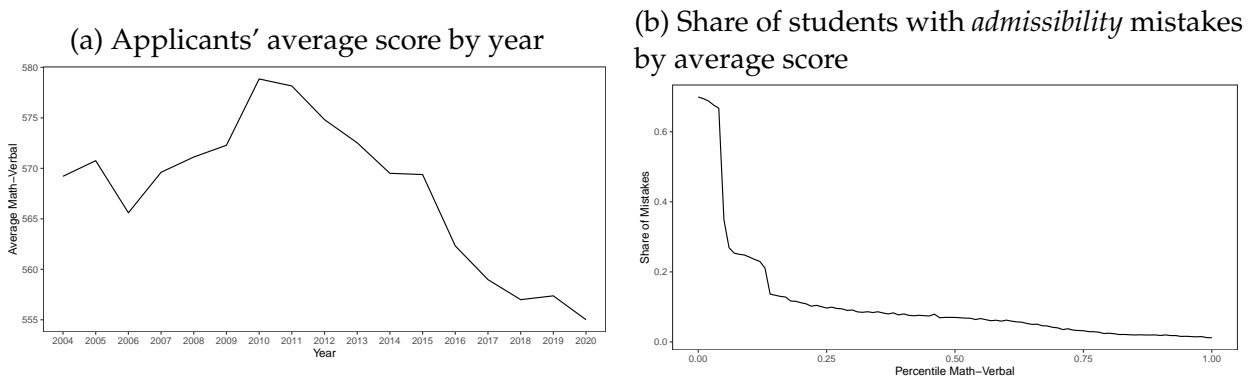 (a) Applicants' average score by year
580
575
570
565
560
555
Average Math−Verbal
2004 2005 2006 2007 2008 2009 2010 2011 2012 2013 2014 2015 2016 2017 2018 2019 2020
Year
(b) Share of students with admissibility mistakes
by average score
0.6
0.4
0.2
0.0
Share of Mistakes
0.00 0.25 0.50 0.75 1.00
Percentile Math−Verbal